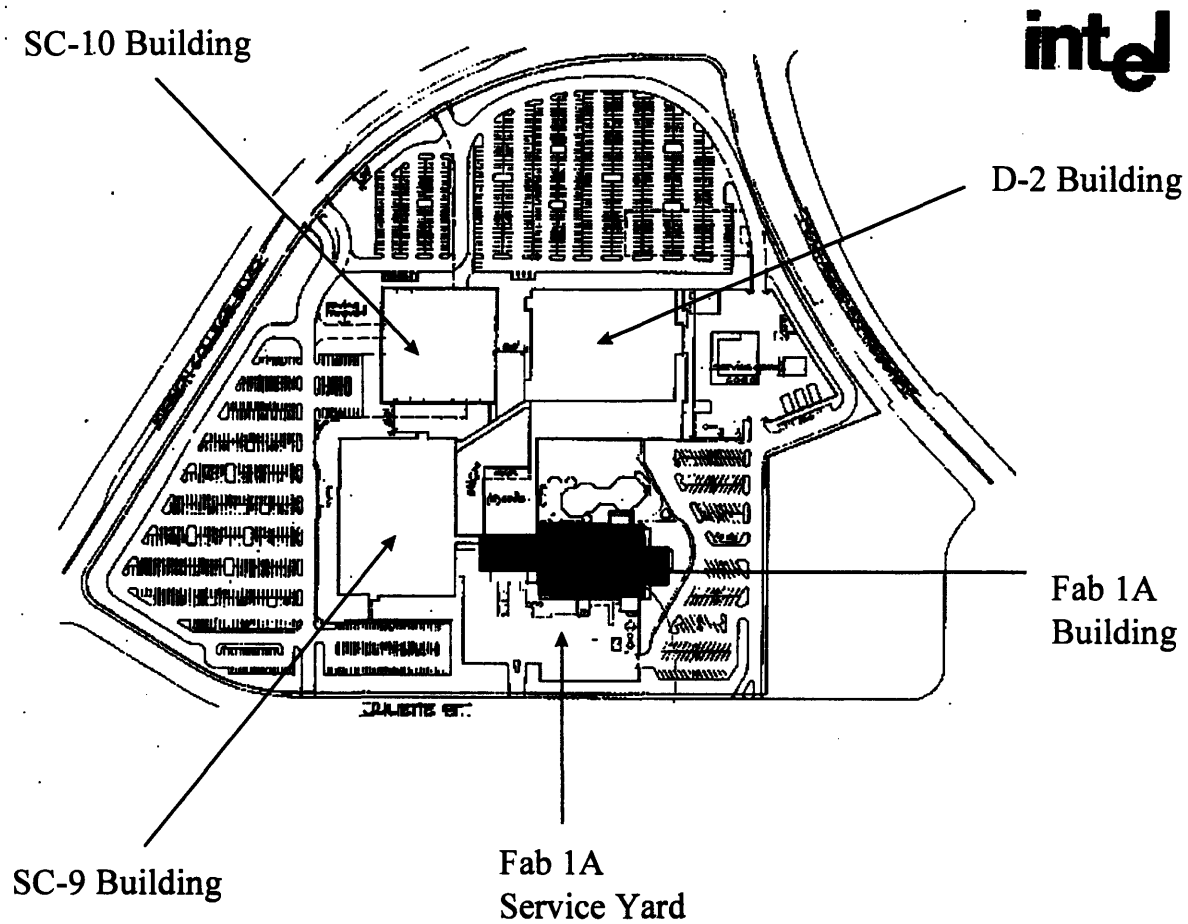 SC-10 Building
intel
D-2 Building
Fab 1A
Building
SC-9 Building
Fab 1A
Service Yard